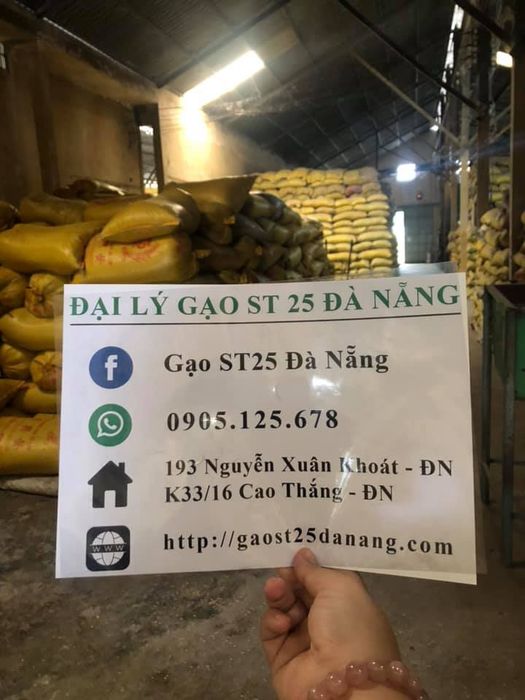 ĐẠI LÝ GẠO ST 25 ĐÀ NẴNG
f
Gạo ST25 Đà Nẵng
0905.125.678
193 Nguyễn Xuân Khoát - ĐN
K33/16 Cao Thắng - ĐN
WWW
http://gaost25danang.com